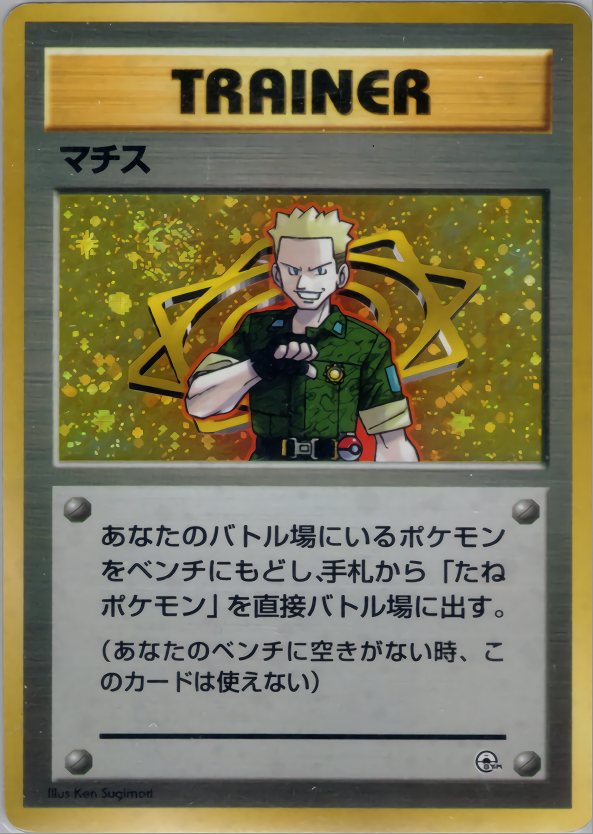 TRAINER
マチス
あなたのバトル場にいるポケモン
をベンチにもどし、手札から「たね
ポケモン」を直接バトル場に出す。
（あなたのベンチに空きがない時、こ
のカードは使えない）
GYM
Illus. Ken Sugimori